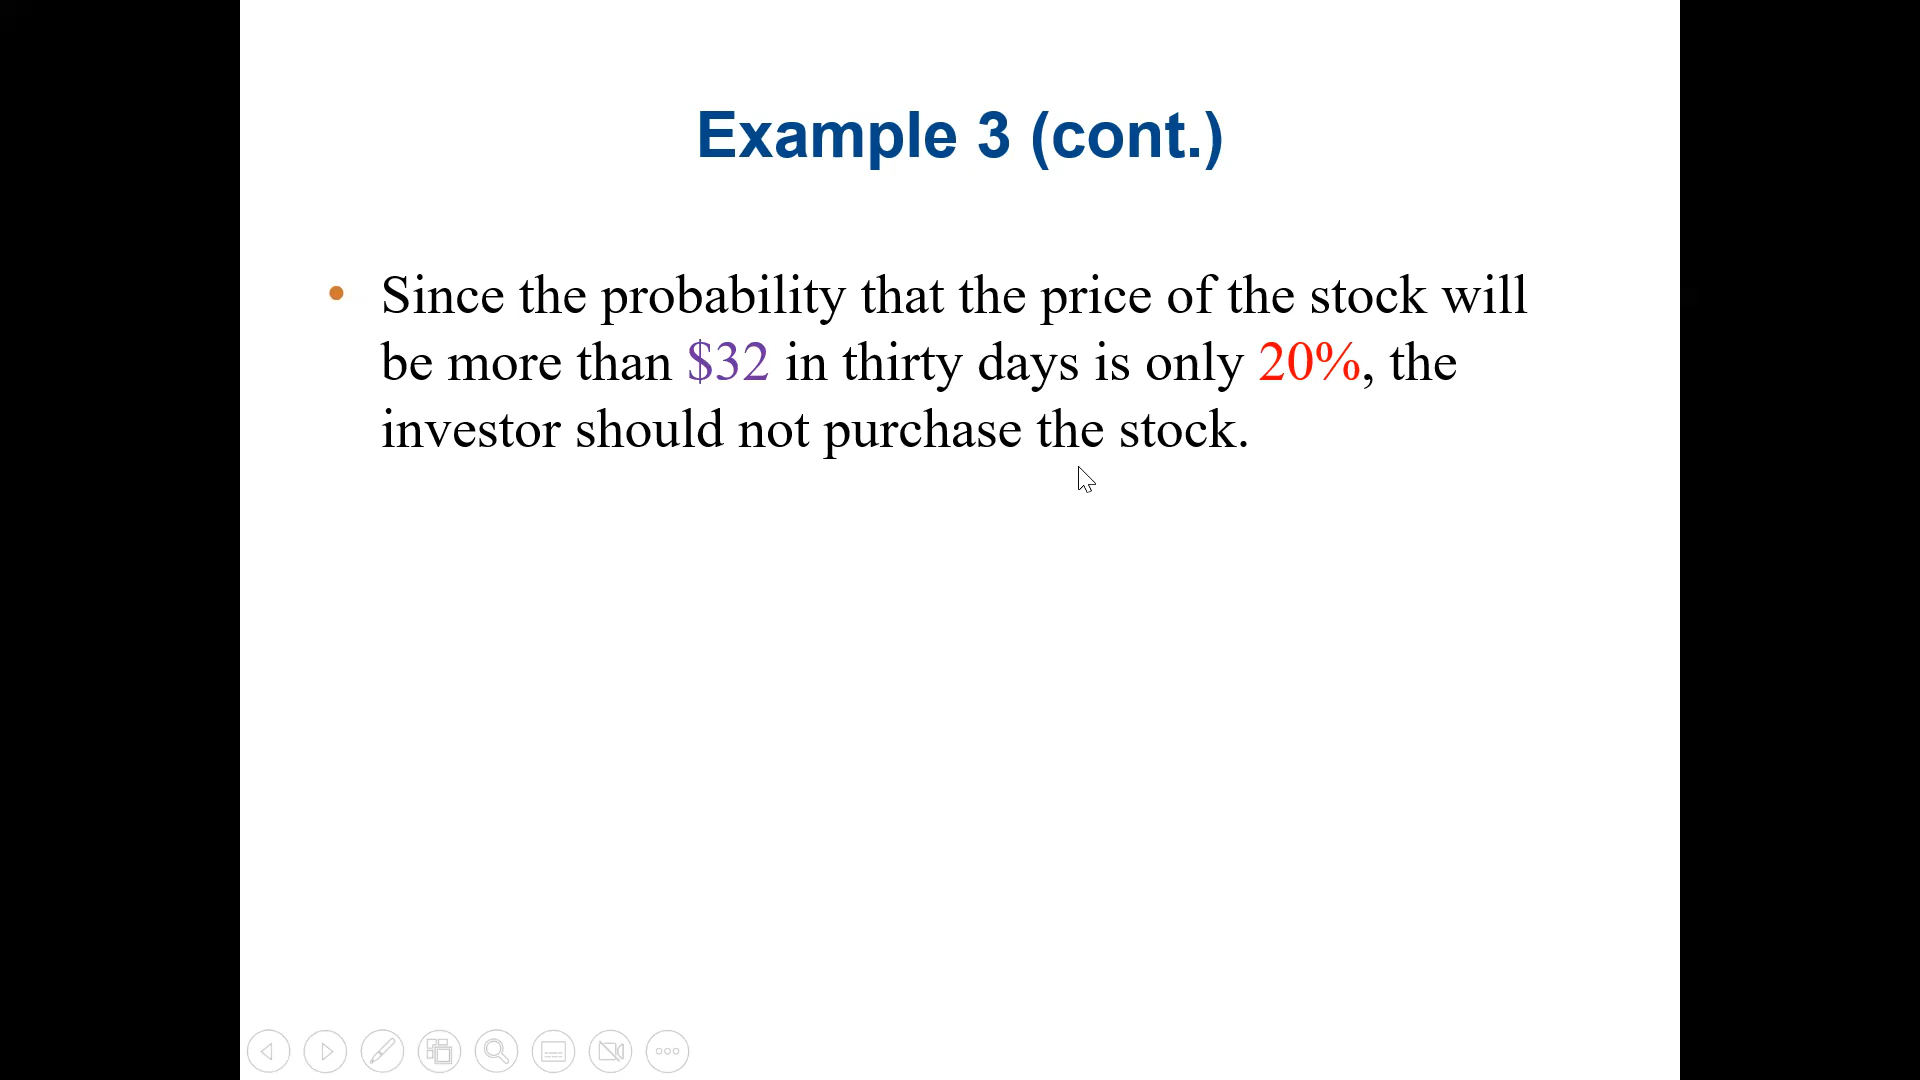 Example 3 (cont.)
• Since the probability that the price of the stock will
be more than $32 in thirty days is only 20%, the
investor should not purchase the stock.